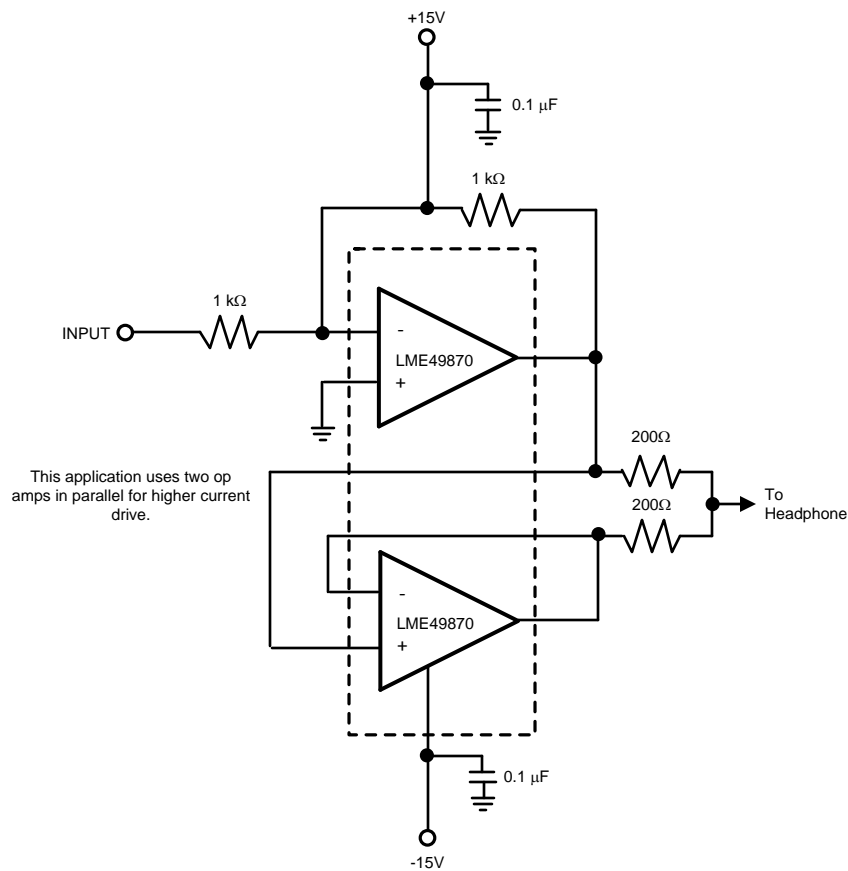 +15V
0.1 μF
1 kΩ
1 kΩ
INPUT
-
LME49870
+
200Ω
This application uses two op
amps in parallel for higher current
drive.
To
Headphone
200Ω
-
LME49870
+
0.1 μF
-15V